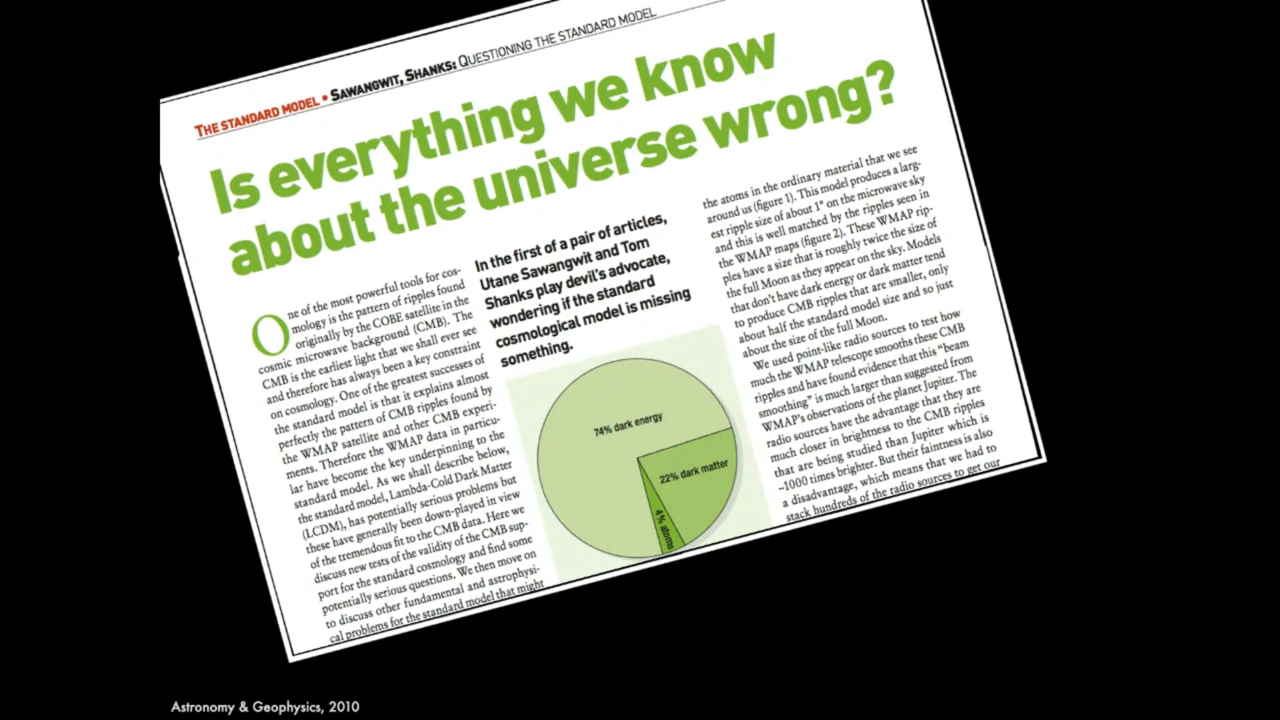 THE STANDARD MODEL • SAWANGWIT, SHANKS: QUESTIONING THE STANDARD MODEL
Is everything we know
about the universe wrong?
One of the most powerful tools for cos-
mology is the pattern of ripples found
originally by the COBE satellite in the
cosmic microwave background (CMB). The
CMB is the earliest light that we shall ever see
and therefore has always been a key constraint
on cosmology. One of the greatest successes of
the standard model is that it explains almost
perfectly the pattern of CMB ripples found by
the WMAP satellite and other CMB experi-
ments. Therefore the WMAP data in particu-
lar have become the key underpinning to the
standard model. As we shall describe below,
the standard model, Lambda-Cold Dark Matter
(LCDM), has potentially serious problems but
these have generally been down-played in view
of the tremendous fit to the CMB data. Here we
discuss new tests of the validity of the CMB sup-
port for the standard cosmology and find some
potentially serious questions. We then move on
to discuss other fundamental and astrophysi-
cal problems for the standard model that might
In the first of a pair of articles,
Utane Sawangwit and Tom
Shanks play devil's advocate,
wondering if the standard
cosmological model is missing
something.
74% dark energy
22% dark matter
4% atoms
the atoms in the ordinary material that we see
around us (figure 1). This model produces a larg-
est ripple size of about 1° on the microwave sky
and this is well matched by the ripples seen in
the WMAP maps (figure 2). These WMAP rip-
ples have a size that is roughly twice the size of
the full Moon as they appear on the sky. Models
that don't have dark energy or dark matter tend
to produce CMB ripples that are smaller, only
about half the standard model size and so just
about the size of the full Moon.
We used point-like radio sources to test how
much the WMAP telescope smooths these CMB
ripples and have found evidence that this "beam
smoothing" is much larger than suggested from
WMAP's observations of the planet Jupiter. The
radio sources have the advantage that they are
much closer in brightness to the CMB ripples
that are being studied than Jupiter which is
~1000 times brighter. But their faintness is also
a disadvantage, which means that we had to
stack hundreds of the radio sources to get our
Astronomy & Geophysics, 2010